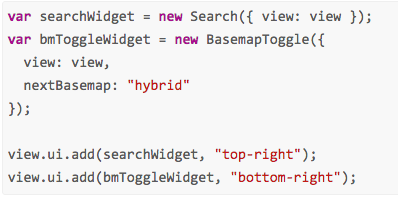 var searchWidget = new Search({ view: view });
var bmToggleWidget = new BasemapToggle({
  view: view,
  nextBasemap: "hybrid"
});

view.ui.add(searchWidget, "top-right");
view.ui.add(bmToggleWidget, "bottom-right");